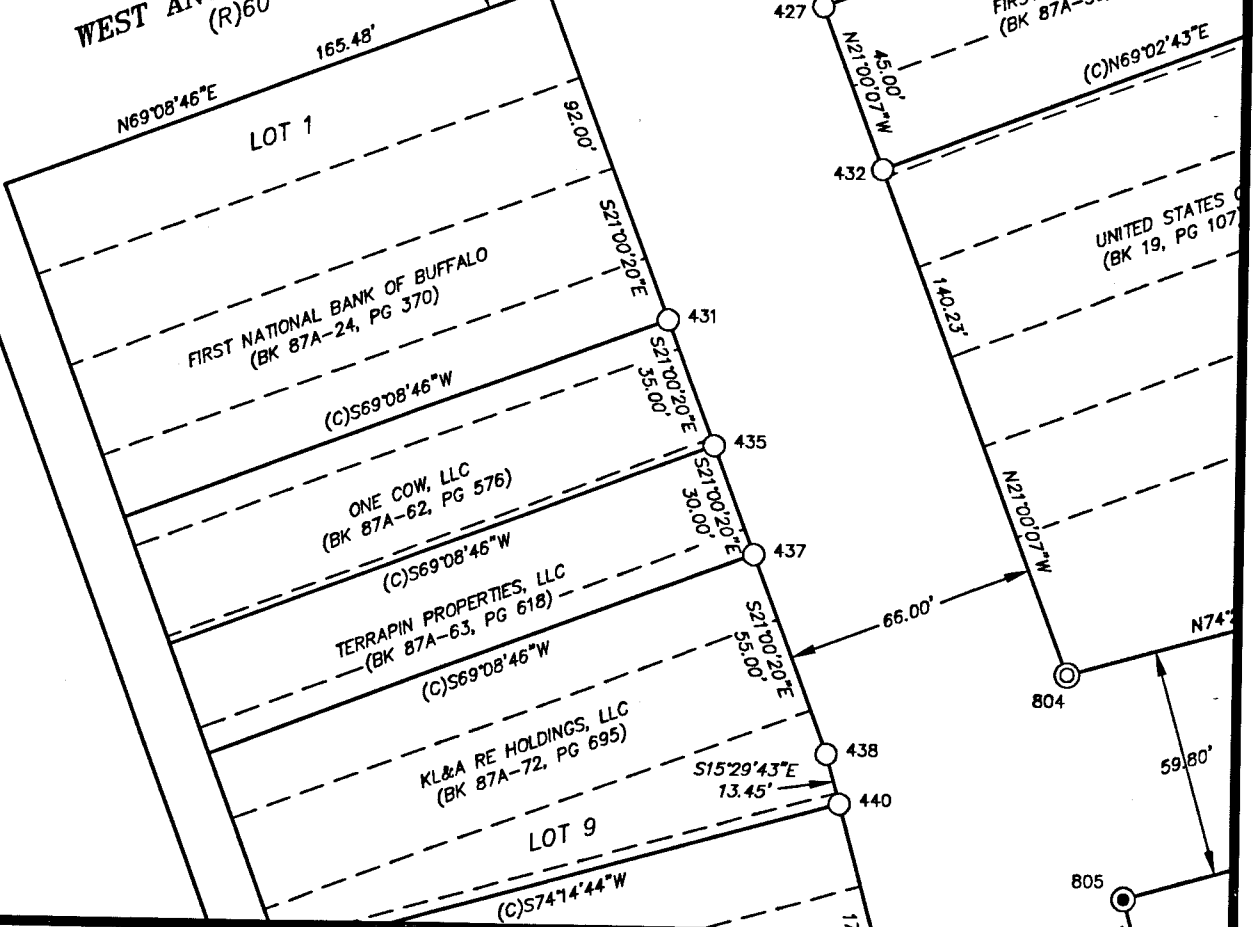 WEST AN
(R)60
N69°08'46"E
165.48'
LOT 1
92.00'
S21°00'20"E
FIRST NATIONAL BANK OF BUFFALO
(BK 87A-24, PG 370)
431
(C)S69°08'46"W
S21°00'20"E
35.00'
ONE COW, LLC
(BK 87A-62, PG 576)
435
(C)S69°08'46"W
S21°00'20"E
30.00'
TERRAPIN PROPERTIES, LLC
(BK 87A-63, PG 618)
437
(C)S69°08'46"W
S21°00'20"E
55.00'
KL&A RE HOLDINGS, LLC
(BK 87A-72, PG 695)
438
S15°29'43"E
13.45'
440
LOT 9
(C)S74°14'44"W
17
427
FIRS
(BK 87A-
45.00'
N21°00'07"W
(C)N69°02'43"E
432
UNITED STATES
(BK 19, PG 107)
140.23'
N21°00'07"W
66.00'
N74°
804
59.80'
805